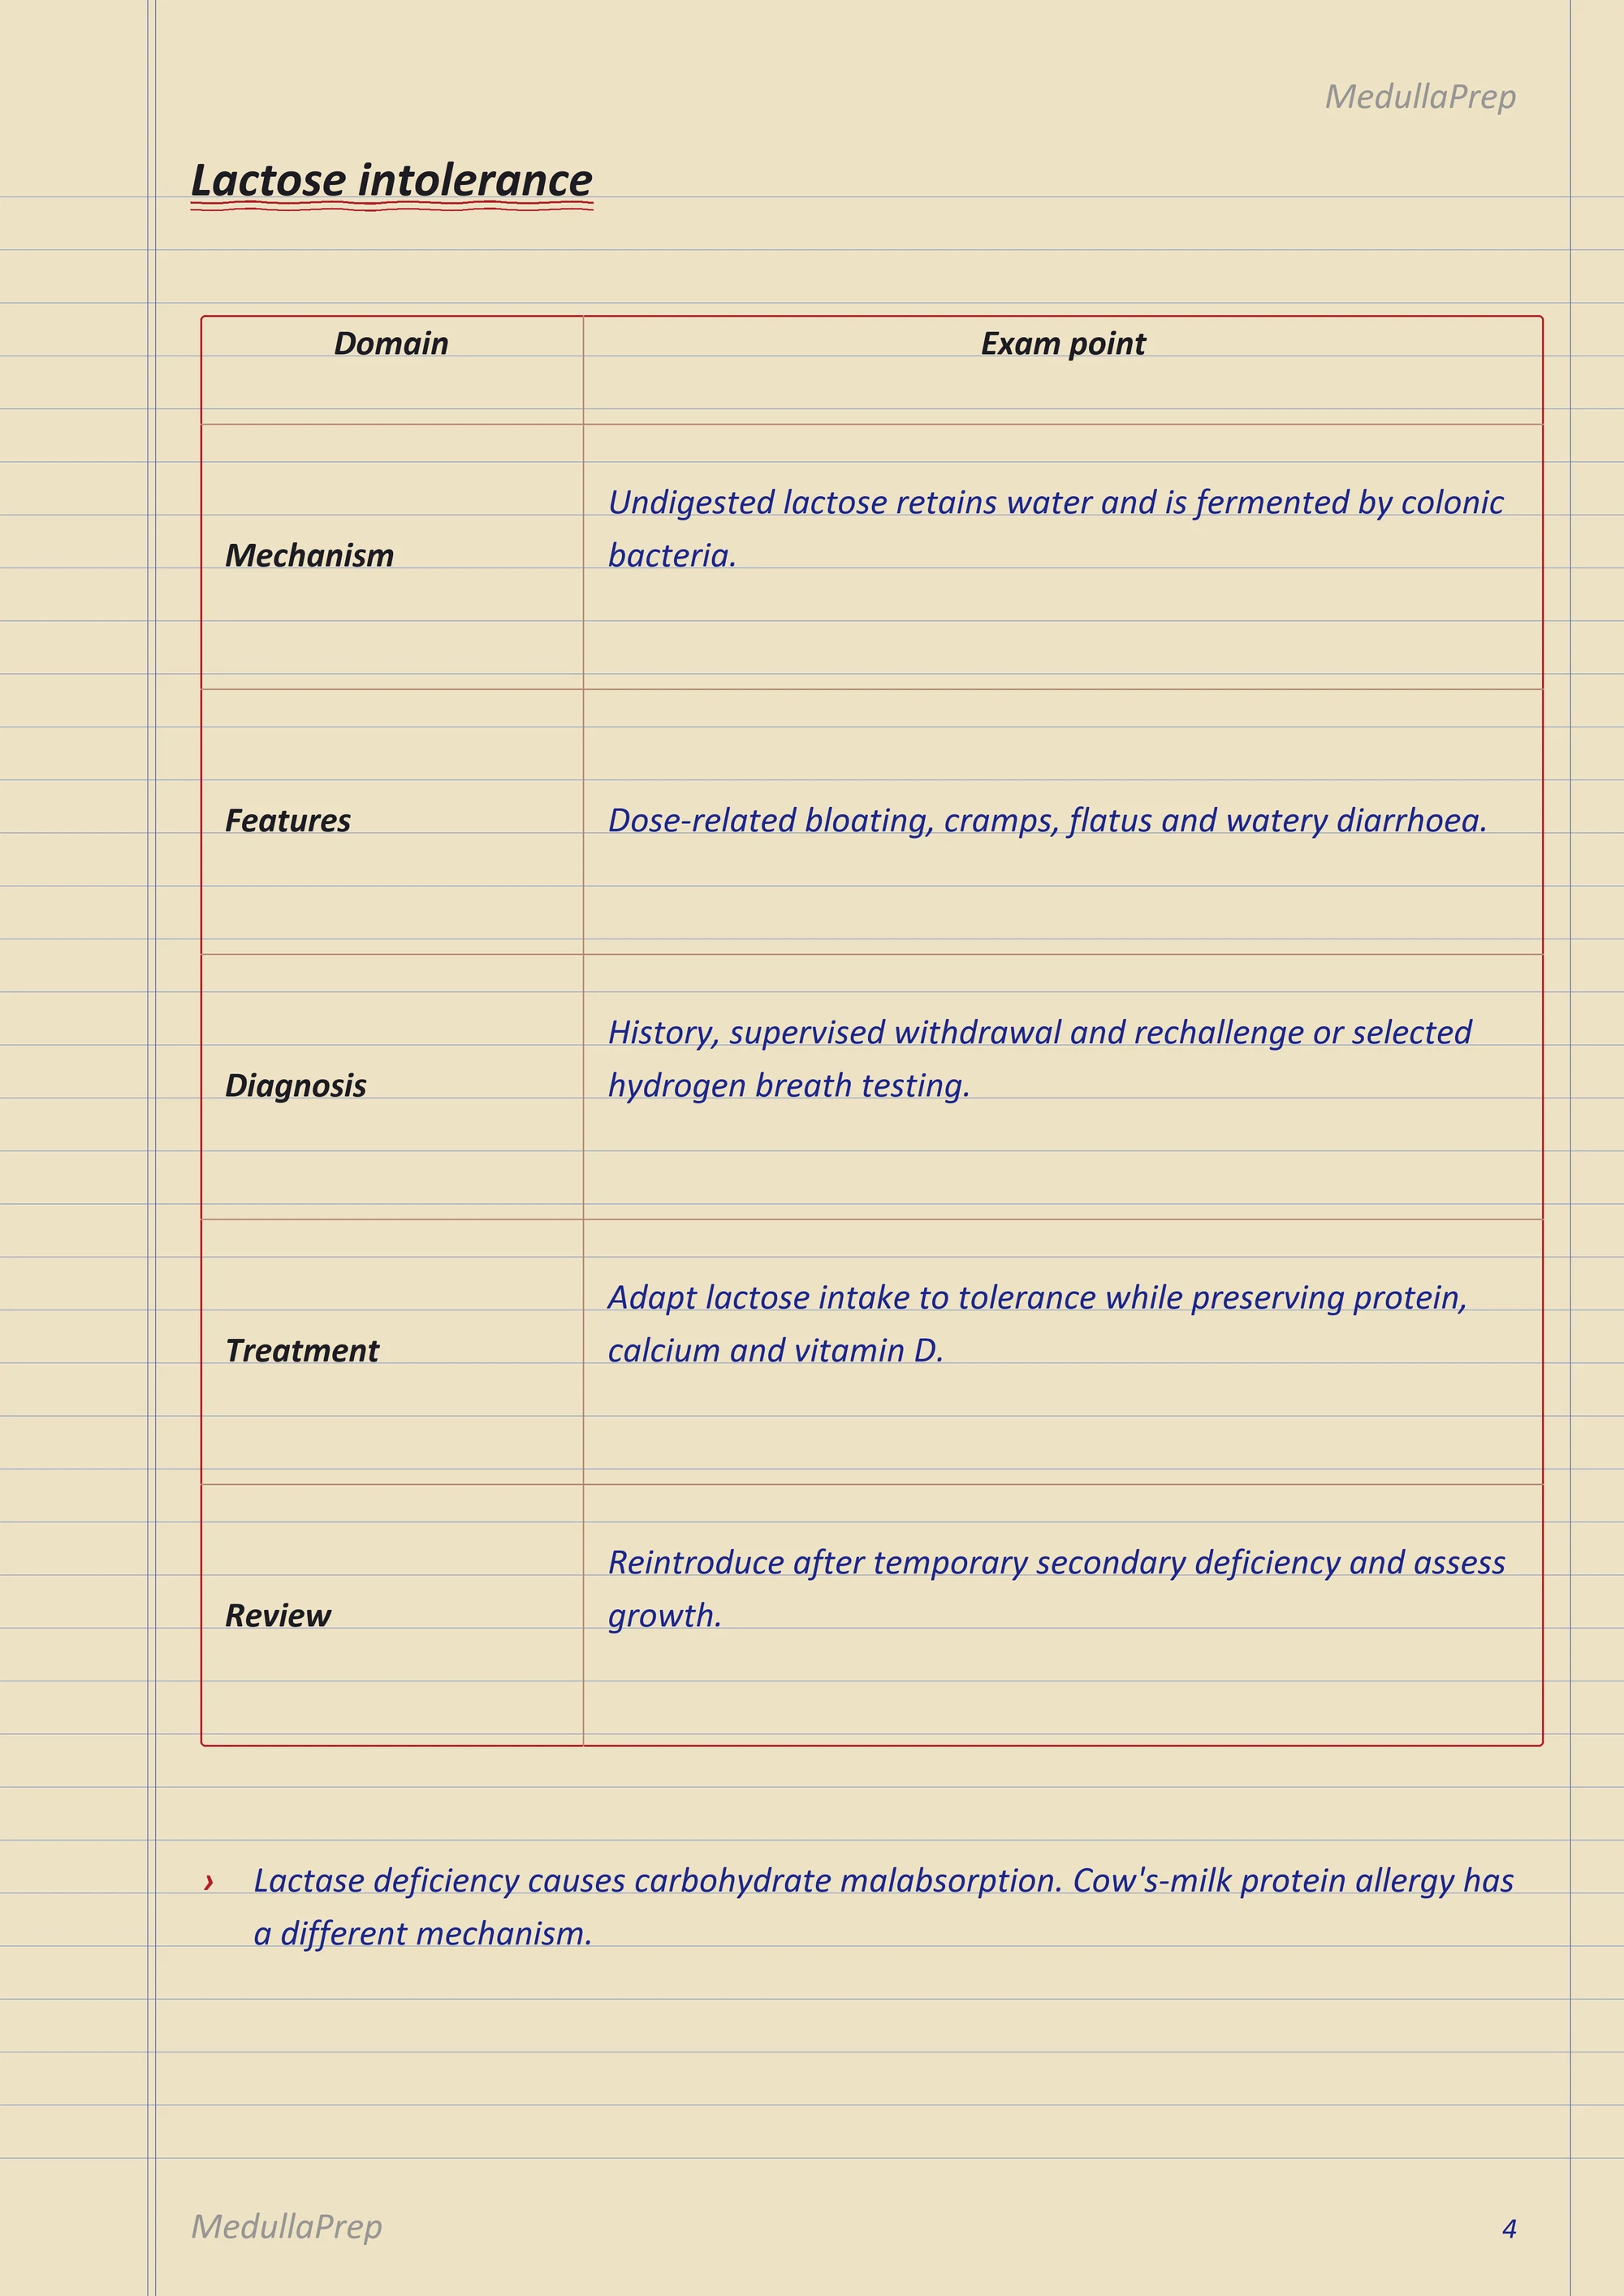 MedullaPrep
Lactose intolerance
Domain
Exam point
Mechanism
Undigested lactose retains water and is fermented by colonic
bacteria.
Features
Dose-related bloating, cramps, flatus and watery diarrhoea.
Diagnosis
History, supervised withdrawal and rechallenge or selected
hydrogen breath testing.
Treatment
Adapt lactose intake to tolerance while preserving protein,
calcium and vitamin D.
Review
Reintroduce after temporary secondary deficiency and assess
growth.
› Lactase deficiency causes carbohydrate malabsorption. Cow's-milk protein allergy has
a different mechanism.
MedullaPrep
4